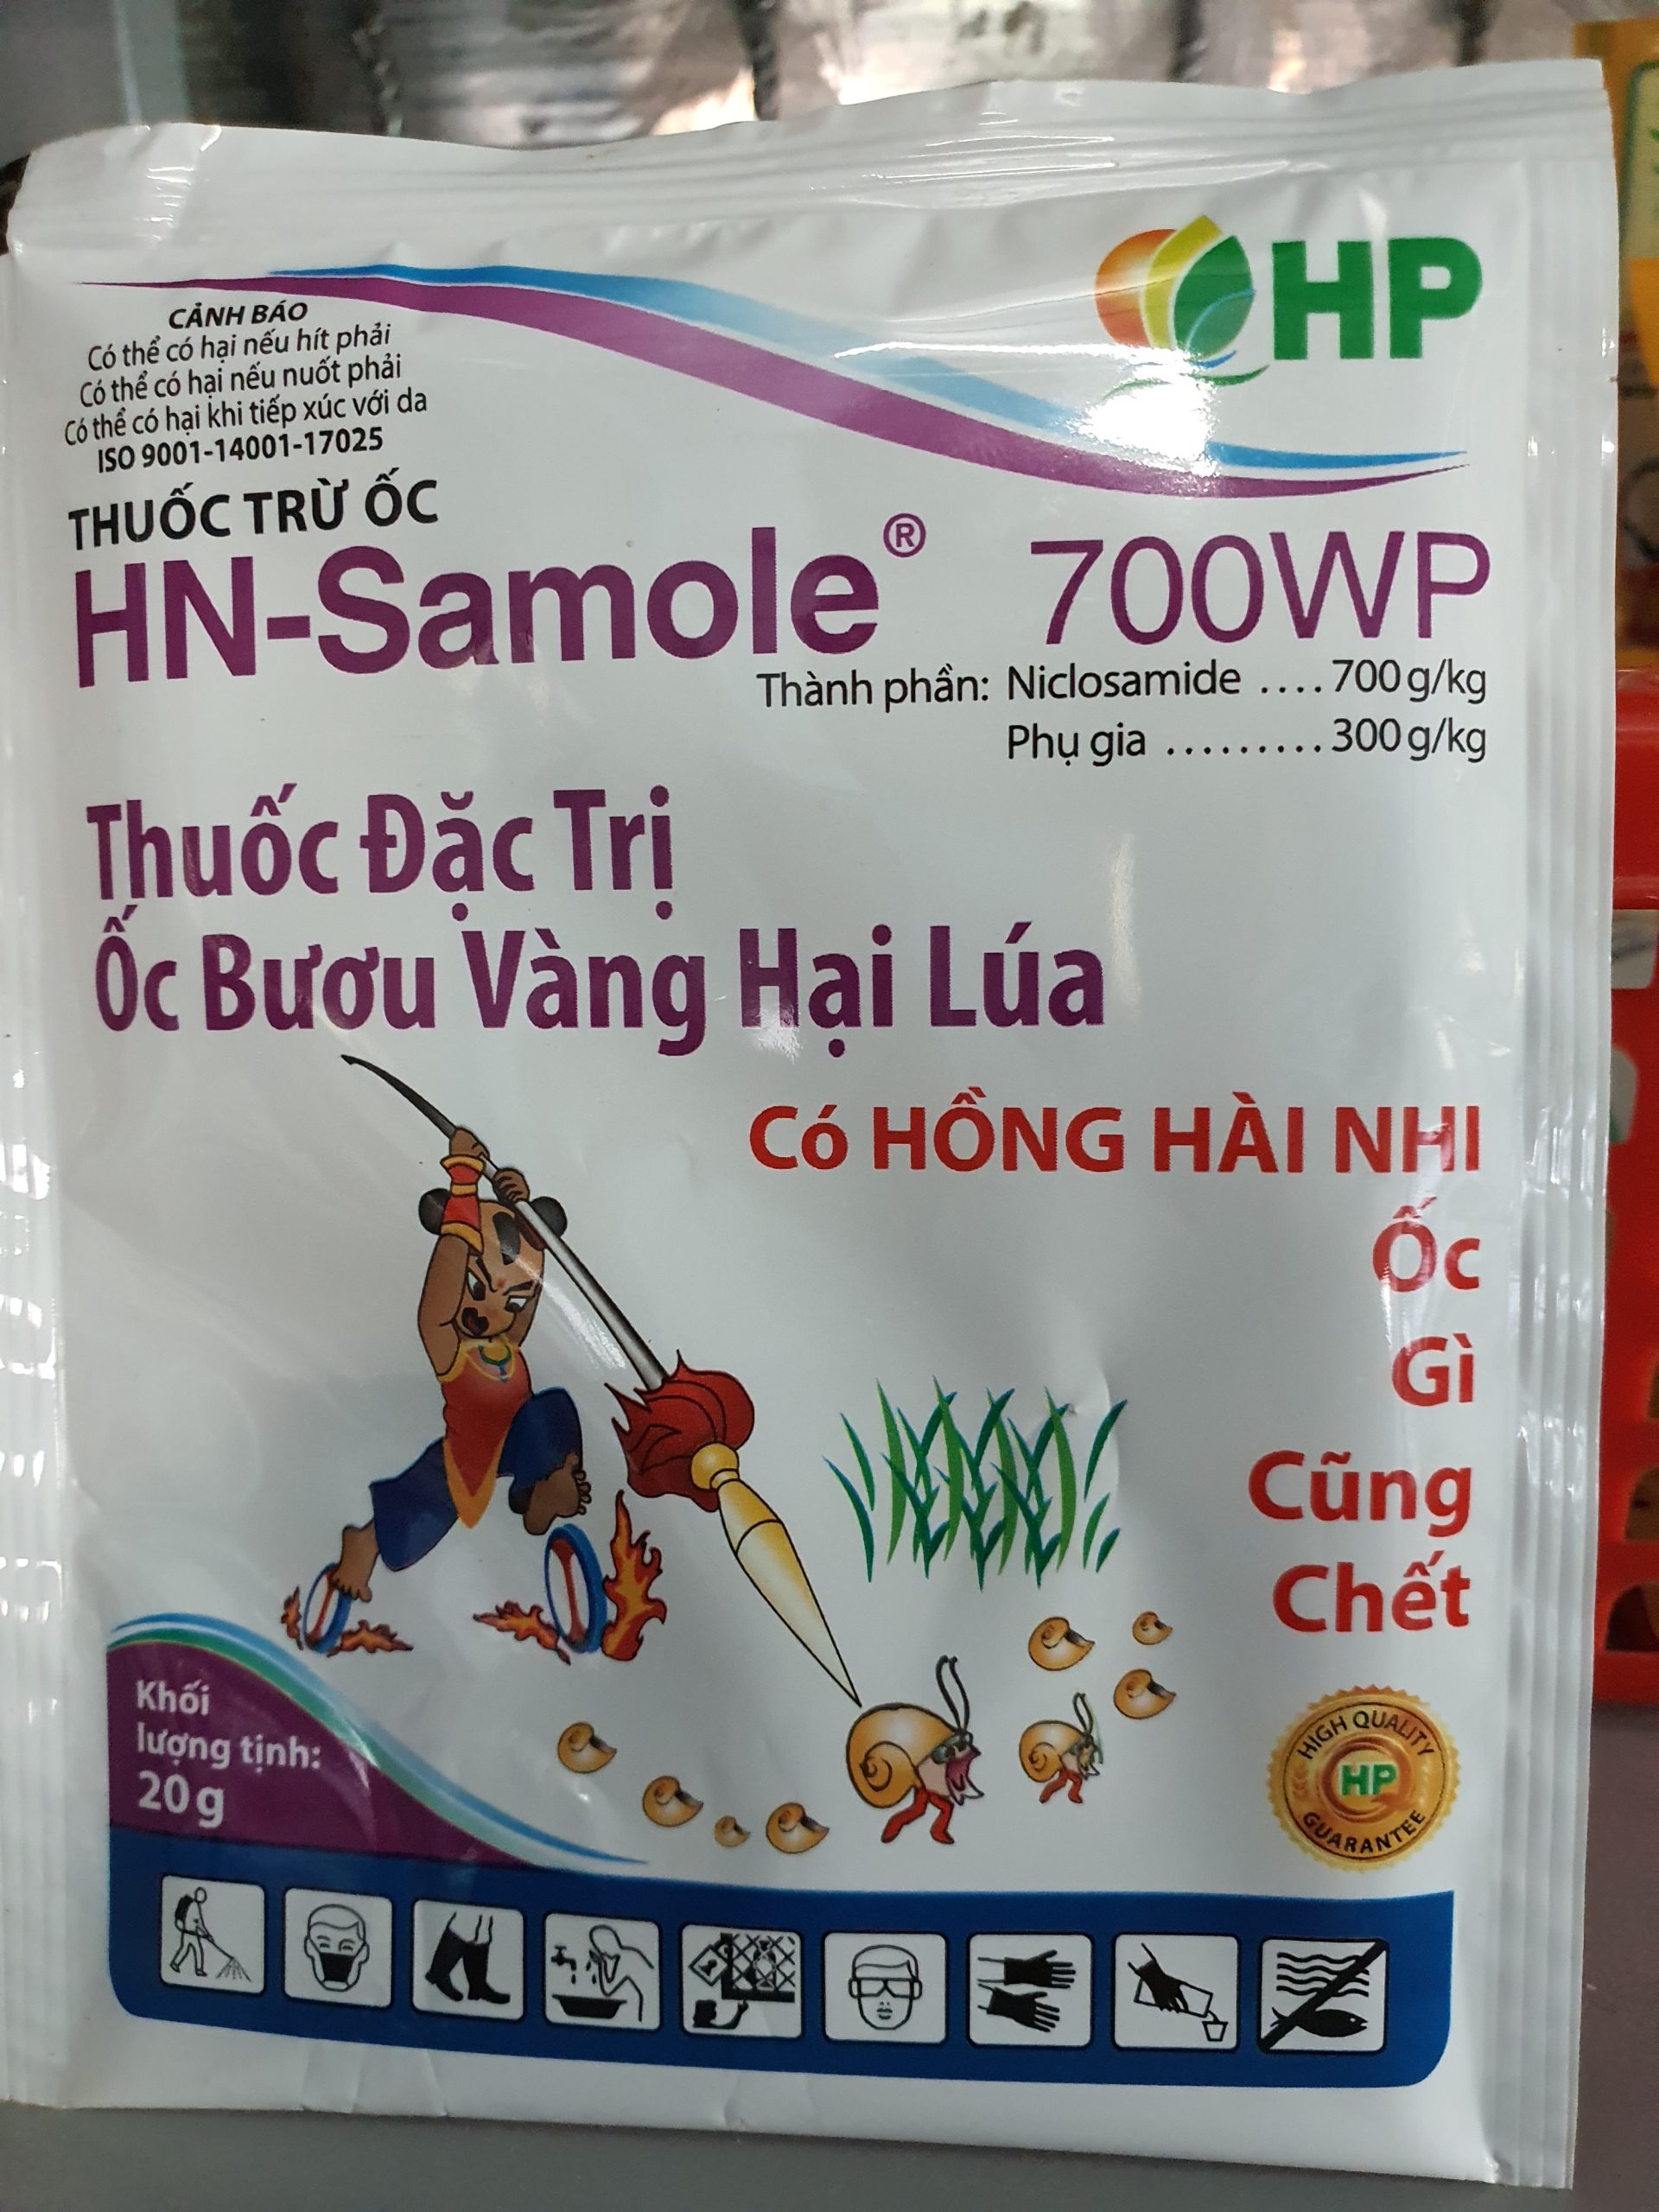 HP
CẢNH BÁO
Có thể có hại nếu hít phải
Có thể có hại nếu nuốt phải
Có thể có hại khi tiếp xúc với da
ISO 9001-14001-17025
THUỐC TRỪ ỐC
HN-Samole® 700WP
Thành phần: Niclosamide ....700g/kg
Phụ gia .........300g/kg
Thuốc Đặc Trị
Ốc Bươu Vàng Hại Lúa
Có HỒNG HÀI NHI
Ốc
Gì
Cũng
Chết
Khối
lượng tịnh:
20g
HIGH QUALITY
HP
GUARANTEE